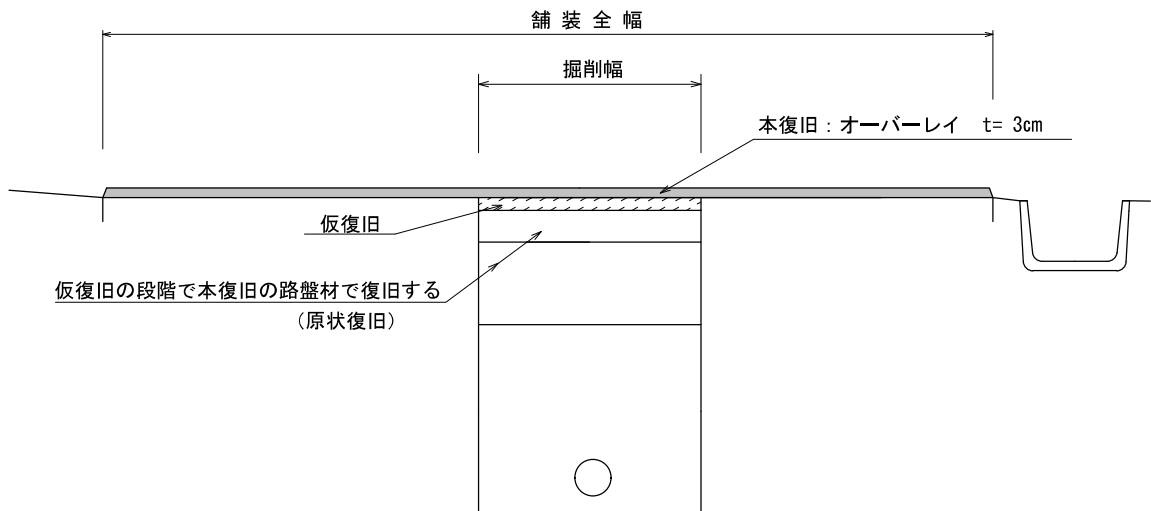 舗装全幅
掘削幅
本復旧：オーバーレイ　t= 3cm
仮復旧
仮復旧の段階で本復旧の路盤材で復旧する
（原状復旧）